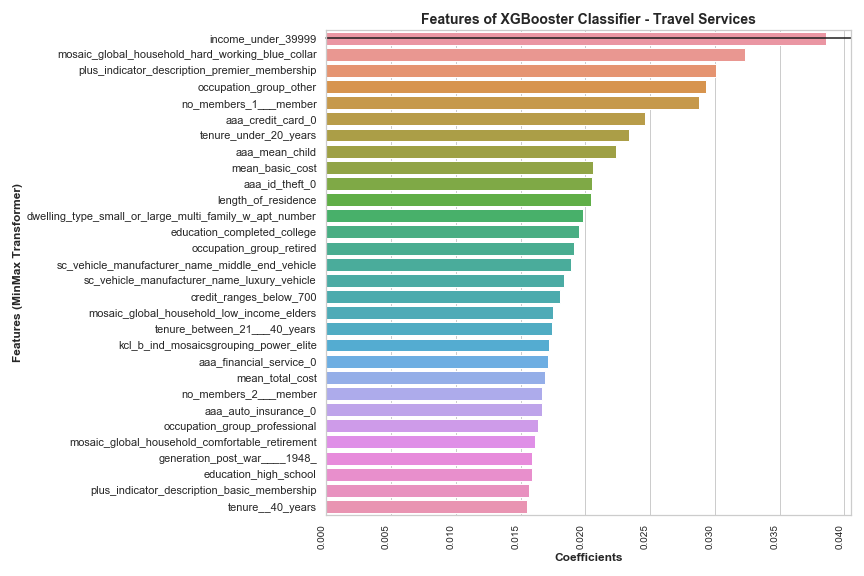 Features of XGBooster Classifier - Travel Services
income_under_39999
mosaic_global_household_hard_working_blue_collar
plus_indicator_description_premier_membership
occupation_group_other
no_members_1___member
aaa_credit_card_0
tenure_under_20_years
aaa_mean_child
mean_basic_cost
aaa_id_theft_0
length_of_residence
dwelling_type_small_or_large_multi_family_w_apt_number
education_completed_college
occupation_group_retired
sc_vehicle_manufacturer_name_middle_end_vehicle
sc_vehicle_manufacturer_name_luxury_vehicle
credit_ranges_below_700
mosaic_global_household_low_income_elders
tenure_between_21___40_years
kcl_b_ind_mosaicsgrouping_power_elite
aaa_financial_service_0
mean_total_cost
no_members_2___member
aaa_auto_insurance_0
occupation_group_professional
mosaic_global_household_comfortable_retirement
generation_post_war____1948_
education_high_school
plus_indicator_description_basic_membership
tenure__40_years
Features (MinMax Transformer)
0.000
0.005
0.010
0.015
0.020
0.025
0.030
0.035
0.040
Coefficients